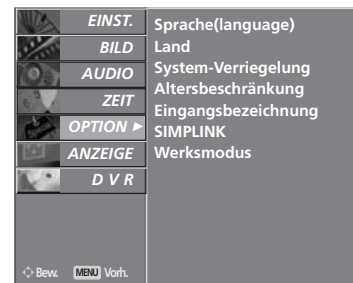 EINST.
BILD
AUDIO
ZEIT
OPTION ►
ANZEIGE
D V R
Bew. MENU Vorh.
Sprache(language)
Land
System-Verriegelung
Altersbeschränkung
Eingangsbezeichnung
SIMPLINK
Werksmodus